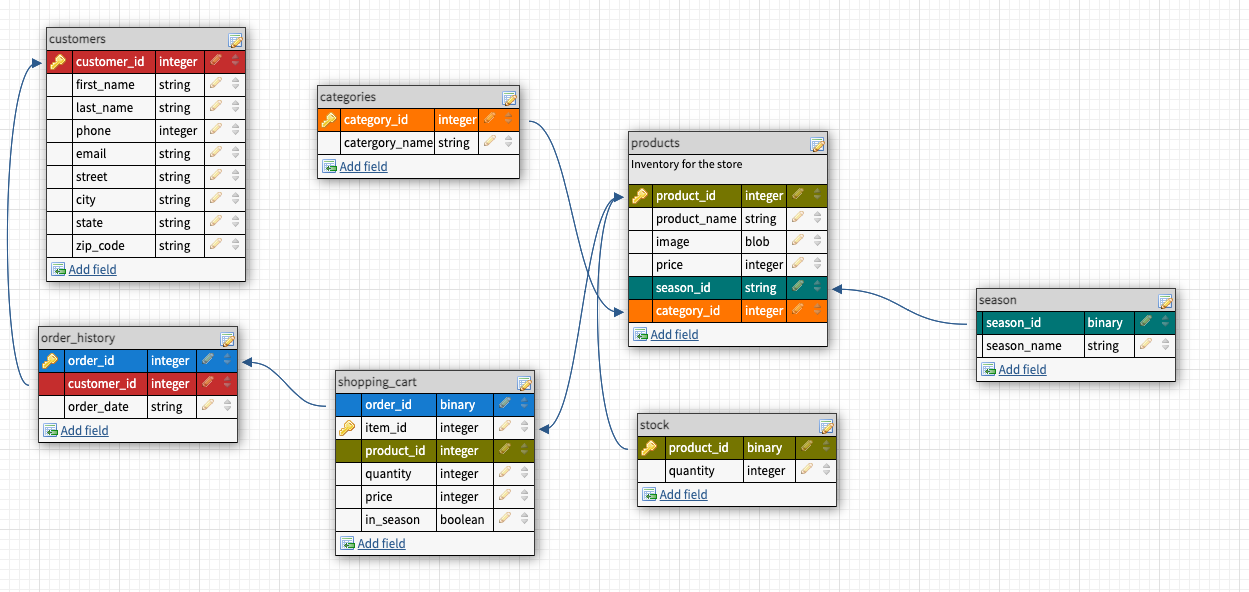 customers
customer_id integer
first_name string
last_name string
phone integer
email string
street string
city string
state string
zip_code string
Add field
categories
category_id integer
catergory_name string
Add field
products
Inventory for the store
product_id integer
product_name string
image blob
price integer
season_id string
category_id integer
Add field
season
season_id binary
season_name string
Add field
order_history
order_id integer
customer_id integer
order_date string
Add field
shopping_cart
order_id binary
item_id integer
product_id integer
quantity integer
price integer
in_season boolean
Add field
stock
product_id binary
quantity integer
Add field